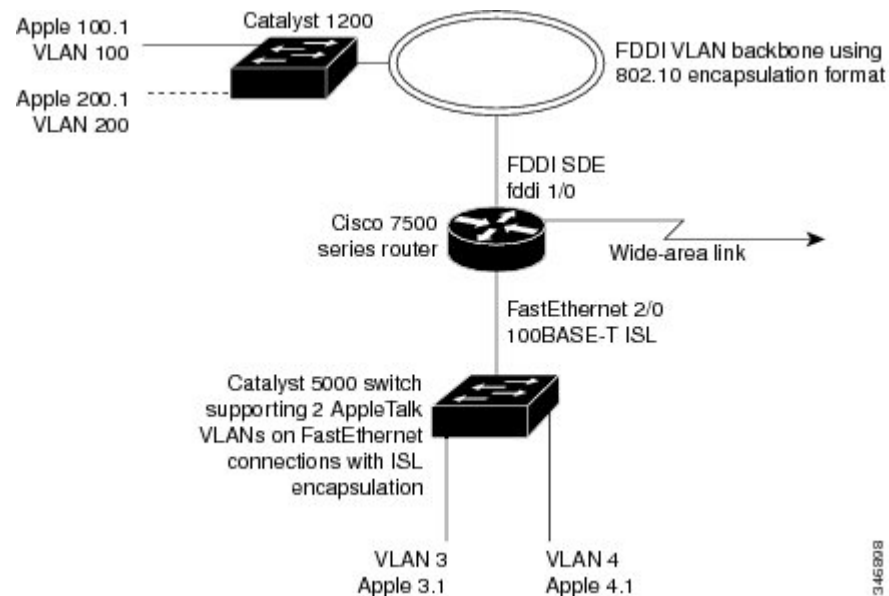 Apple 100.1
VLAN 100
Apple 200.1
VLAN 200
Catalyst 1200
FDDI VLAN backbone using
802.10 encapsulation format
FDDI SDE
fddi 1/0
Cisco 7500
series router
Wide-area link
FastEthernet 2/0
100BASE-T ISL
Catalyst 5000 switch
supporting 2 AppleTalk
VLANs on FastEthernet
connections with ISL
encapsulation
VLAN 3
Apple 3.1
VLAN 4
Apple 4.1
346898